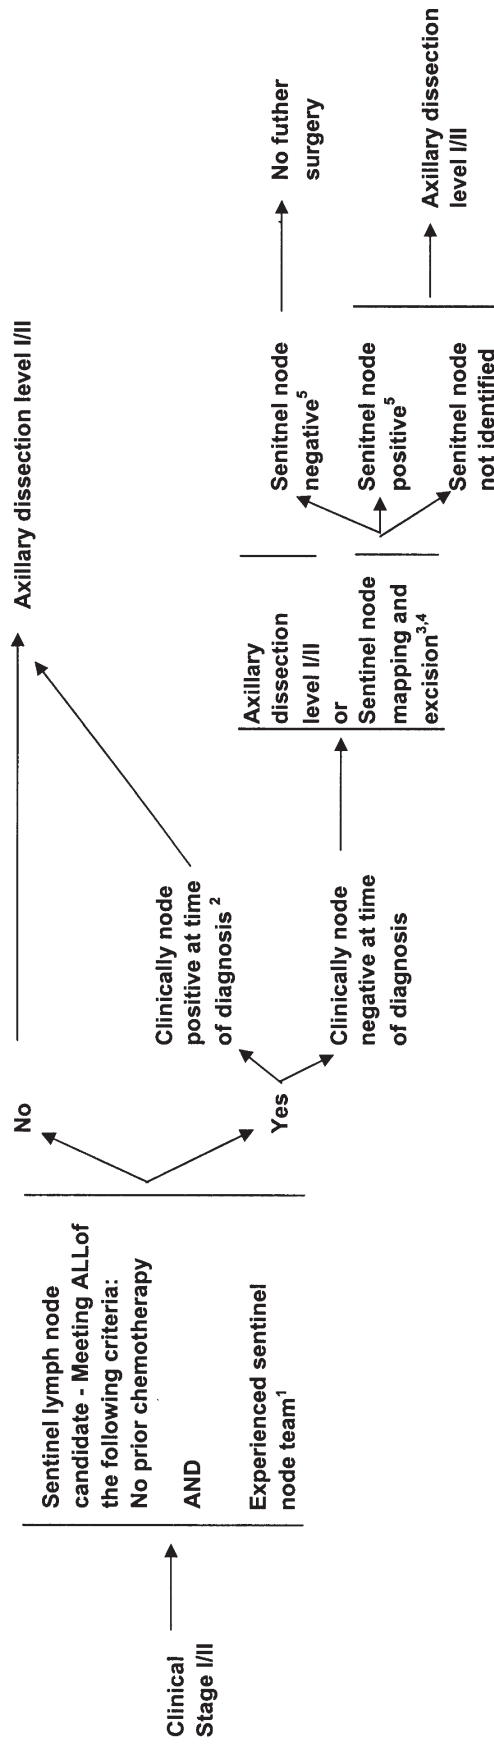 Clinical
Stage I/II
Sentinel lymph node
candidate - Meeting ALLof
the following criteria:
No prior chemotherapy
AND
Experienced sentinel
node team1
No
Yes
Axillary dissection level I/II
Clinically node
positive at time
of diagnosis 2
Clinically node
negative at time
of diagnosis
Axillary
dissection
level I/II
or
Sentinel node
mapping and
excision3,4
Senitnel node
negative5
Senitnel node
positive5
Senitnel node
not identified
No futher
surgery
Axillary dissection
level I/II